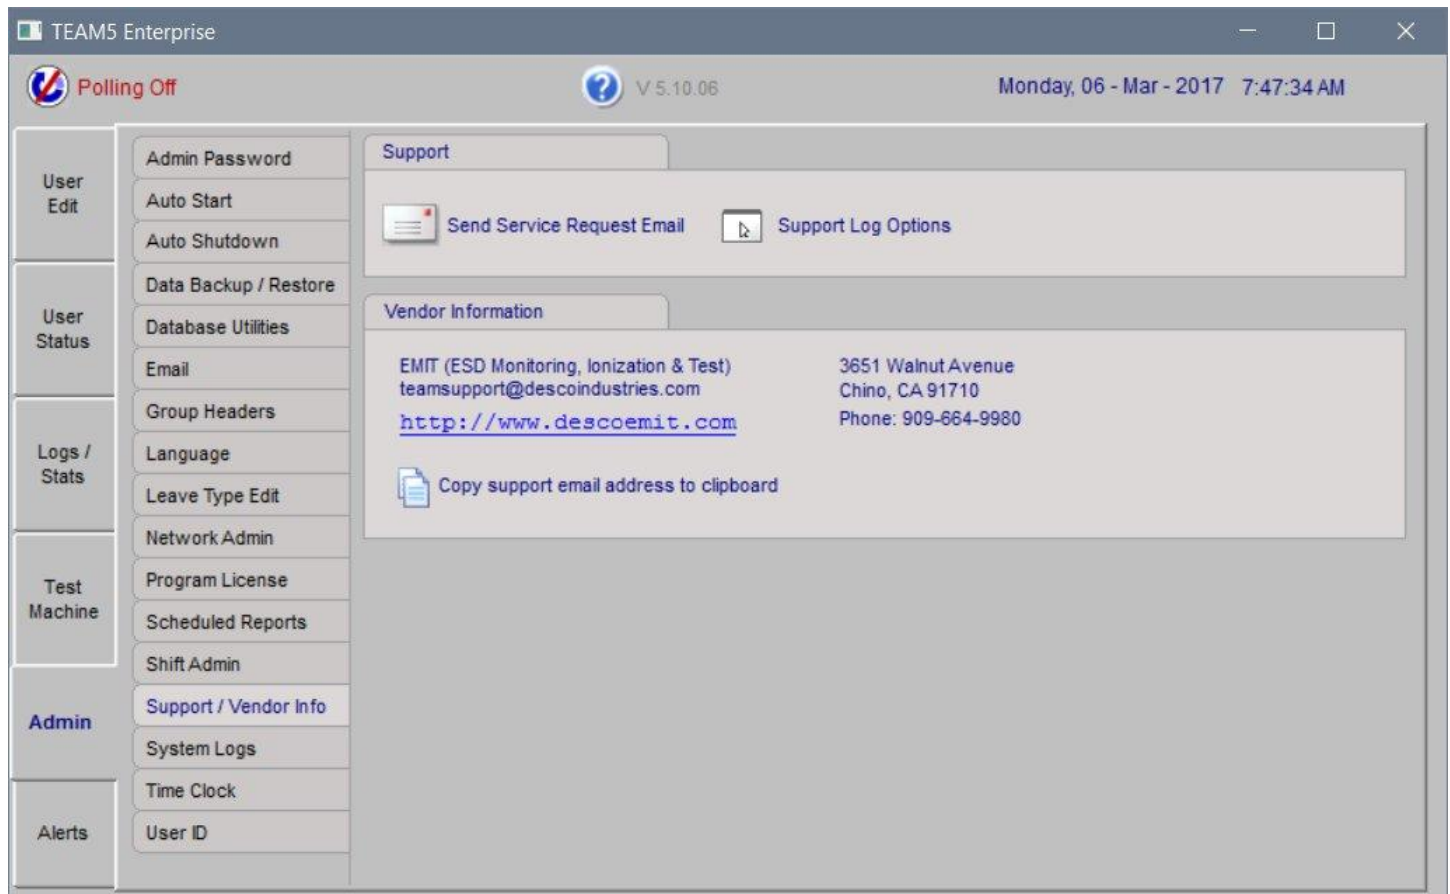 TEAM5 Enterprise
Polling Off
V 5.10.06
Monday, 06 - Mar - 2017 7:47:34 AM
User
Edit
User
Status
Logs /
Stats
Test
Machine
Admin
Alerts
Admin Password
Auto Start
Auto Shutdown
Data Backup / Restore
Database Utilities
Email
Group Headers
Language
Leave Type Edit
Network Admin
Program License
Scheduled Reports
Shift Admin
Support / Vendor Info
System Logs
Time Clock
User ID
Support
Send Service Request Email
Support Log Options
Vendor Information
EMIT (ESD Monitoring, Ionization & Test)
teamsupport@descoindustries.com
http://www.descoemit.com
3651 Walnut Avenue
Chino, CA 91710
Phone: 909-664-9980
Copy support email address to clipboard